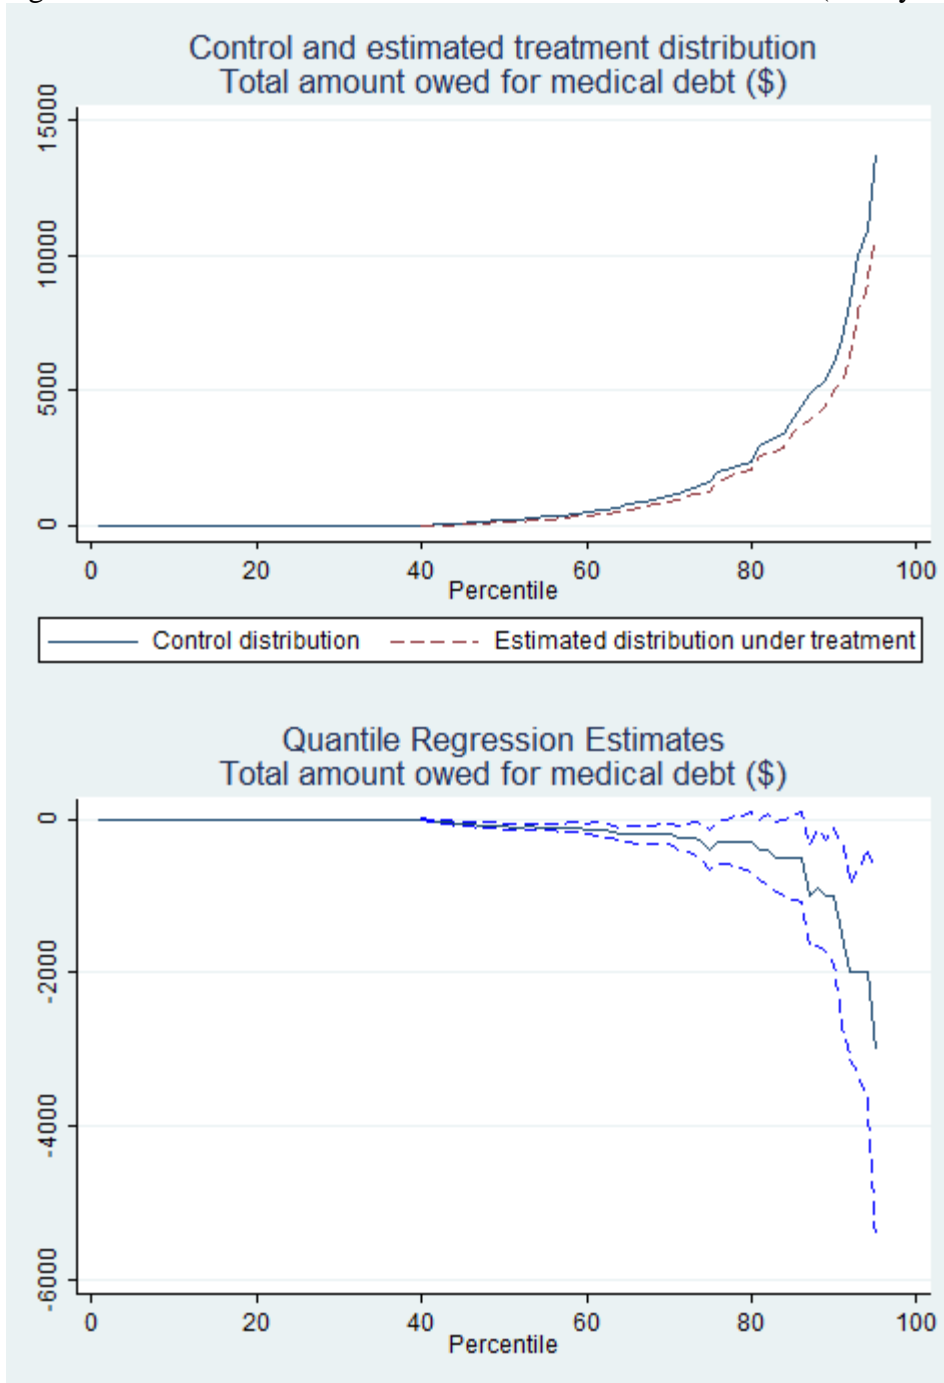 Control and estimated treatment distribution
Total amount owed for medical debt ($)
15000
10000
5000
0
0 20 40 60 80 100
Percentile
Control distribution Estimated distribution under treatment
Quantile Regression Estimates
Total amount owed for medical debt ($)
0
-2000
-4000
-6000
0 20 40 60 80 100
Percentile